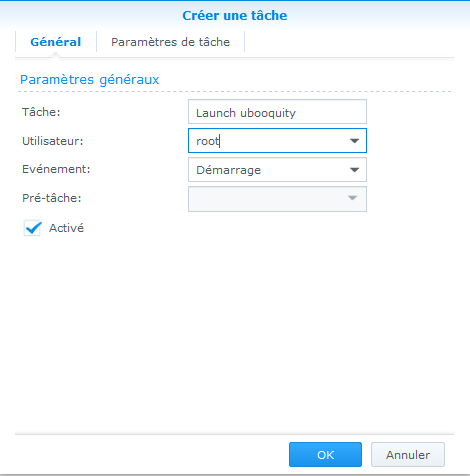 Créer une tâche
Général Paramètres de tâche
Paramètres généraux
Tâche: Launch ubooquity
Utilisateur: root
Evénement: Démarrage
Pré-tâche:
Activé
OK Annuler